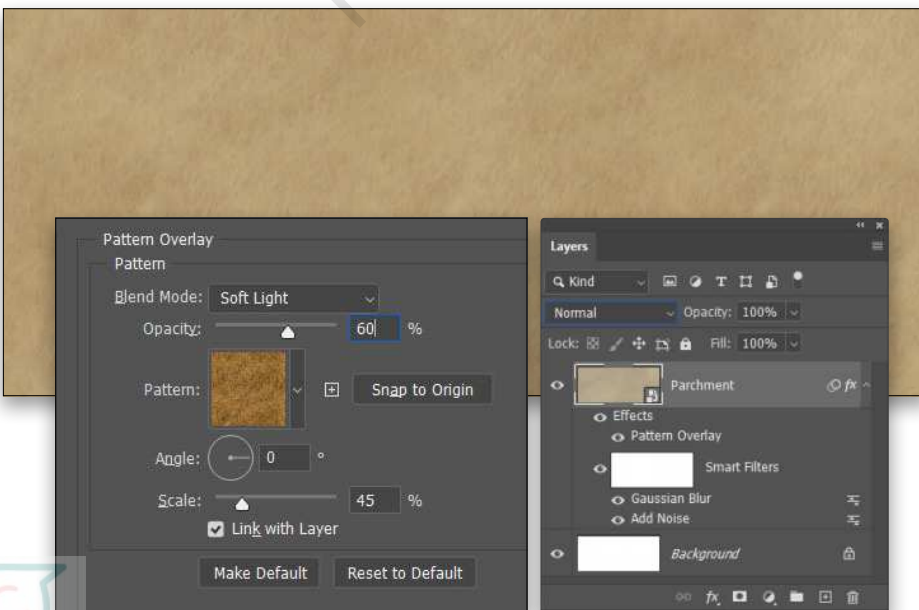 Pattern Overlay
Pattern
Blend Mode: Soft Light
Opacity: 60 %
Pattern: Snap to Origin
Angle: 0 °
Scale: 45 %
Link with Layer
Make Default Reset to Default
Layers
Kind
Normal Opacity: 100%
Lock: Fill: 100%
Parchment fx
Effects
Pattern Overlay
Smart Filters
Gaussian Blur
Add Noise
Background
fx